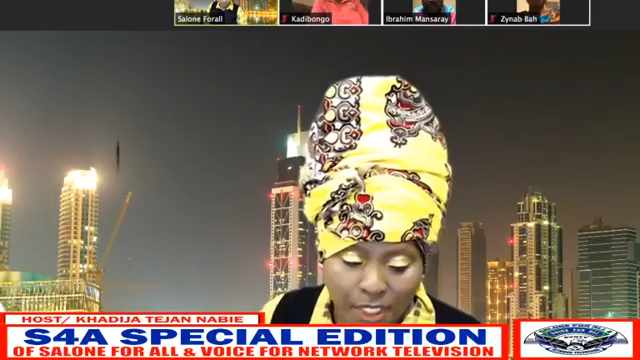 Salone Forall
Kadibongo
Ibrahim Mansaray
Zynab Bah
HOST/ KHADIJA TEJAN NABIE
S4A SPECIAL EDITION
OF SALONE FOR ALL & VOICE FOR NETWORK TELEVISION